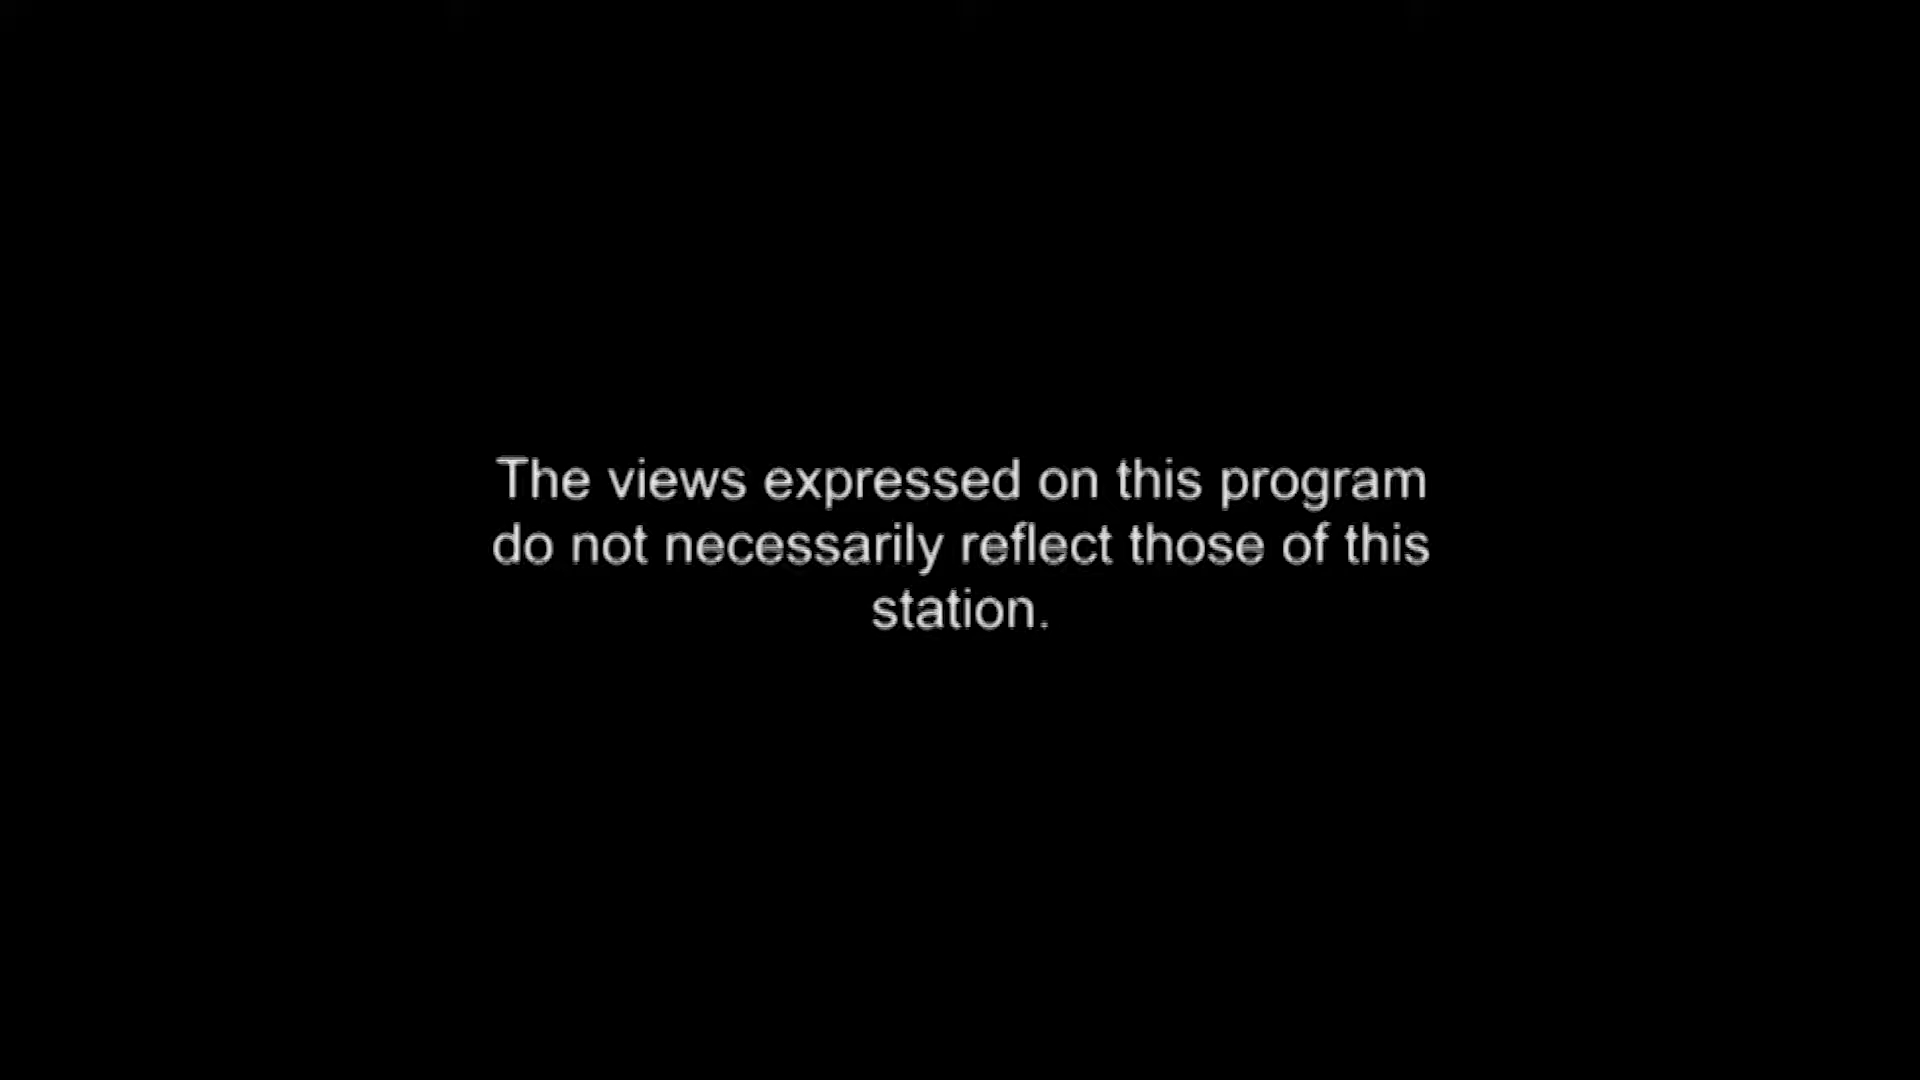 The views expressed on this program
do not necessarily reflect those of this
station.